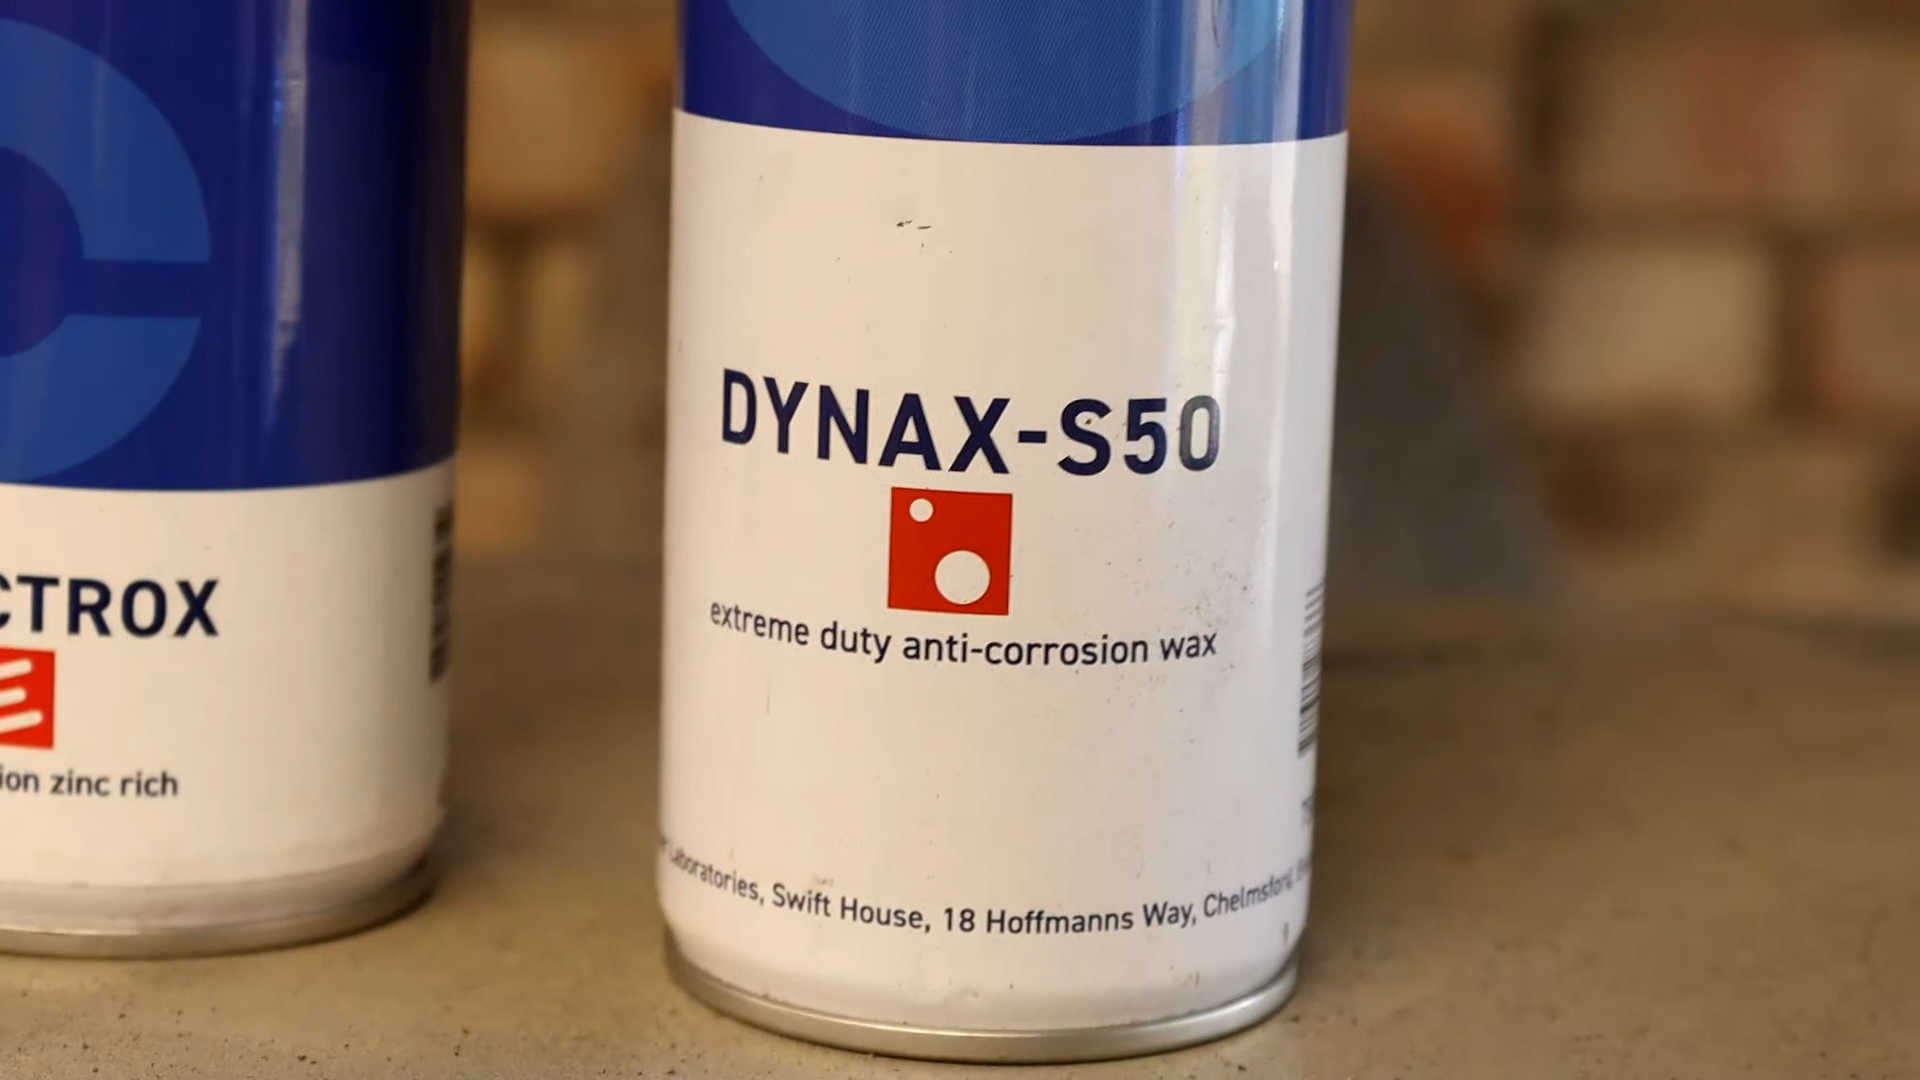 CTROX
ion zinc rich
DYNAX-S50
extreme duty anti-corrosion wax
Laboratories, Swift House, 18 Hoffmanns Way, Chelmsford,